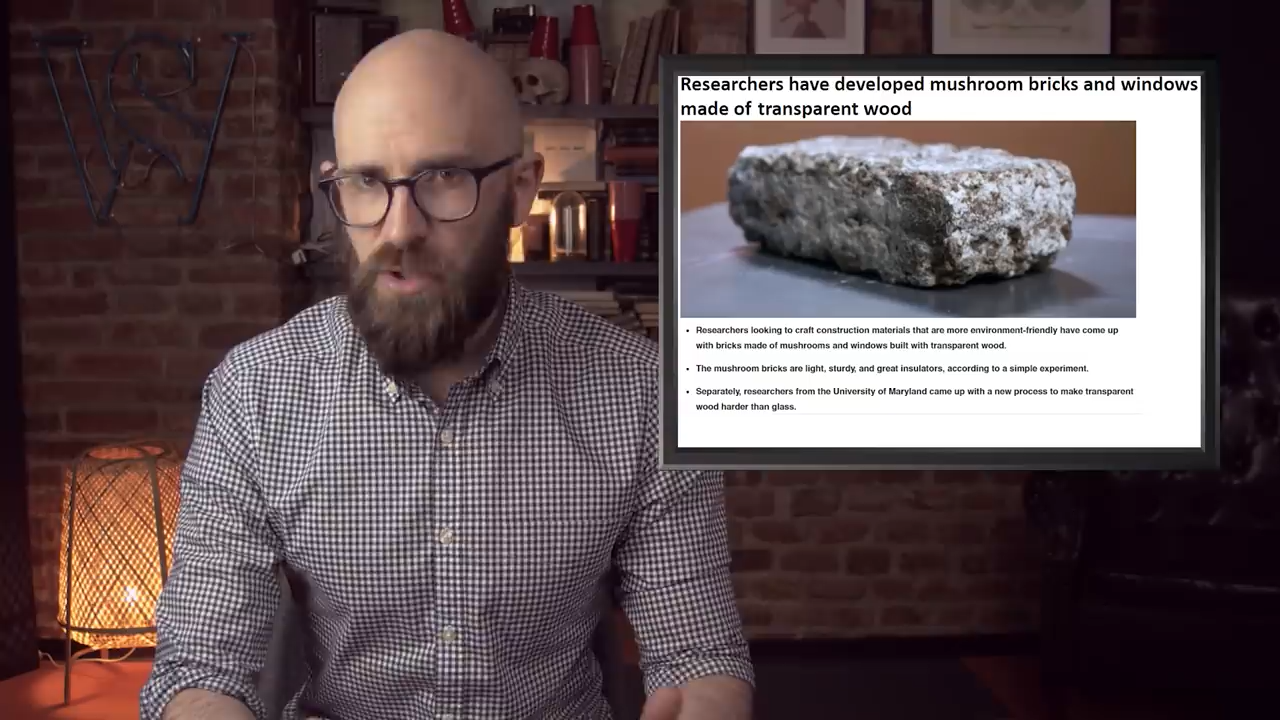 Researchers have developed mushroom bricks and windows
made of transparent wood
Researchers looking to craft construction materials that are more environment-friendly have come up
with bricks made of mushrooms and windows built with transparent wood.
The mushroom bricks are light, sturdy, and great insulators, according to a simple experiment.
Separately, researchers from the University of Maryland came up with a new process to make transparent
wood harder than glass.